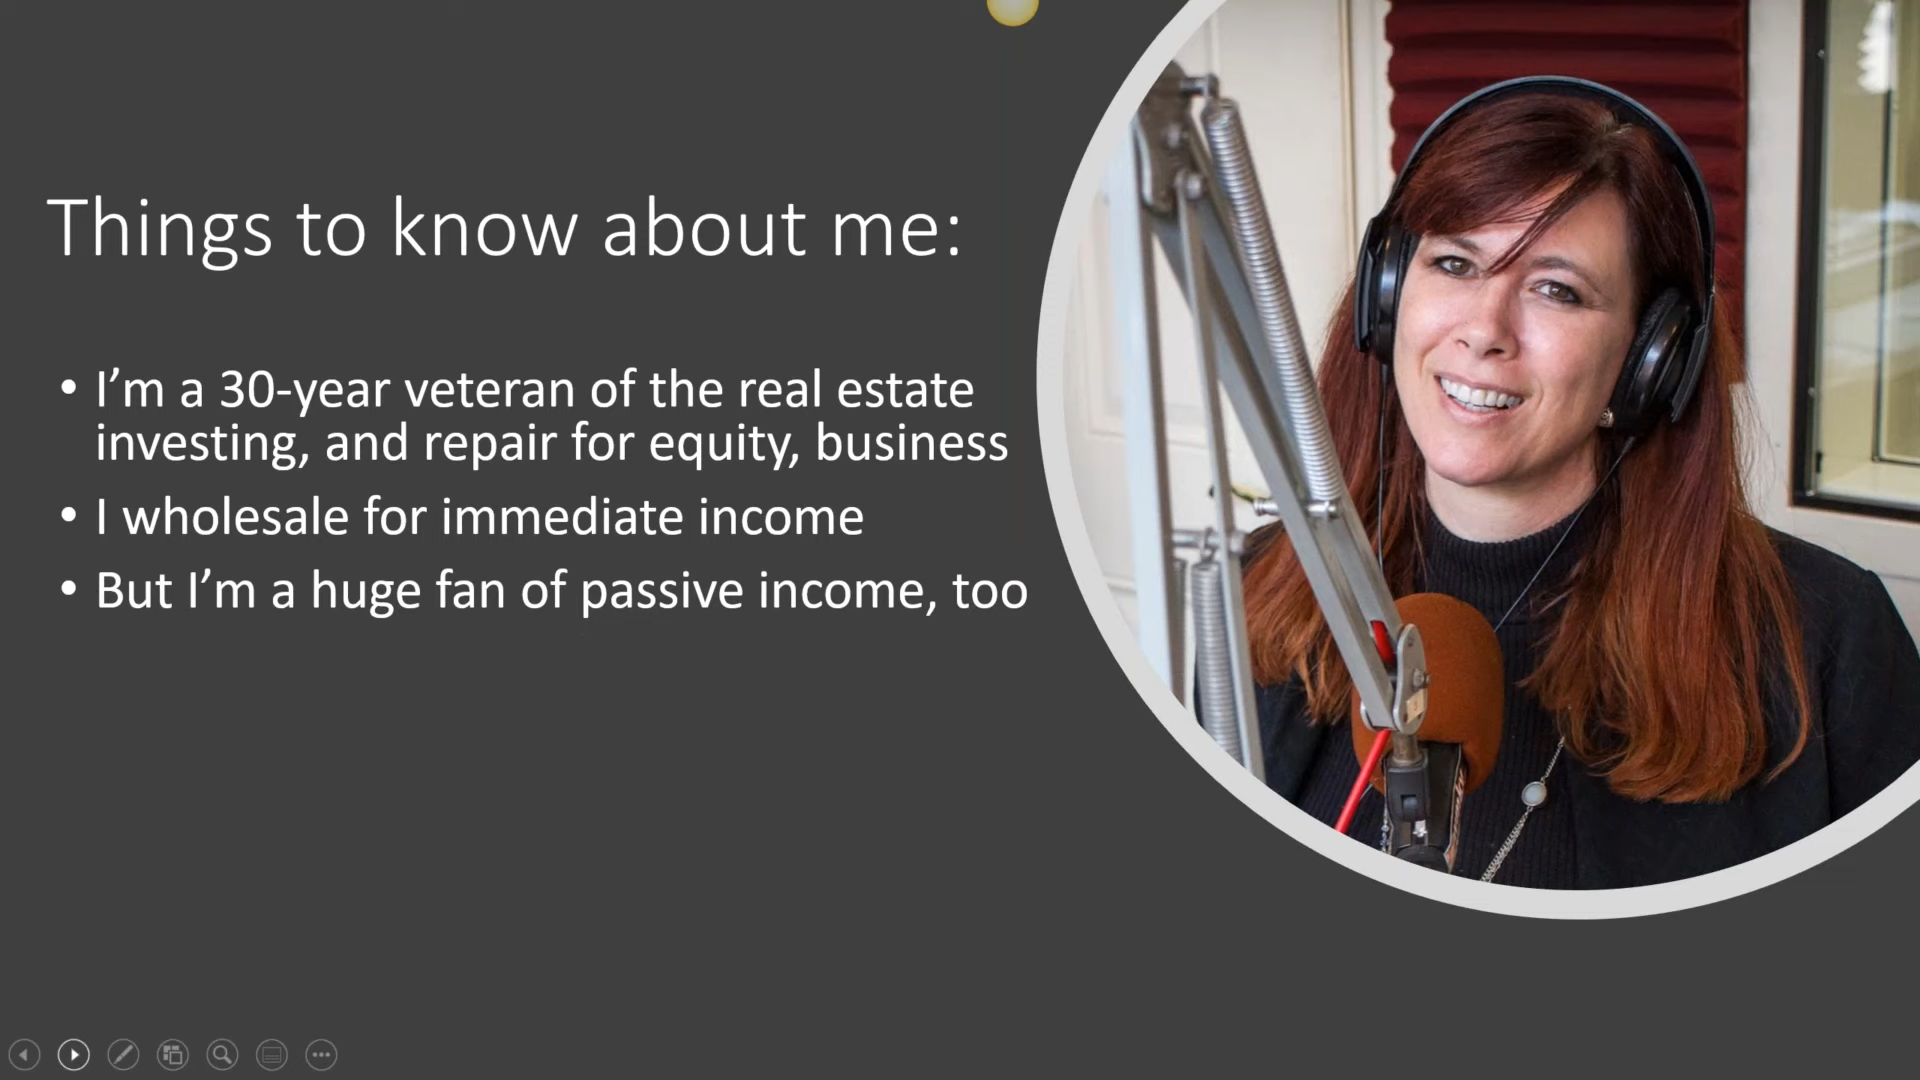 Things to know about me:
• I’m a 30-year veteran of the real estate
investing, and repair for equity, business
• I wholesale for immediate income
• But I’m a huge fan of passive income, too